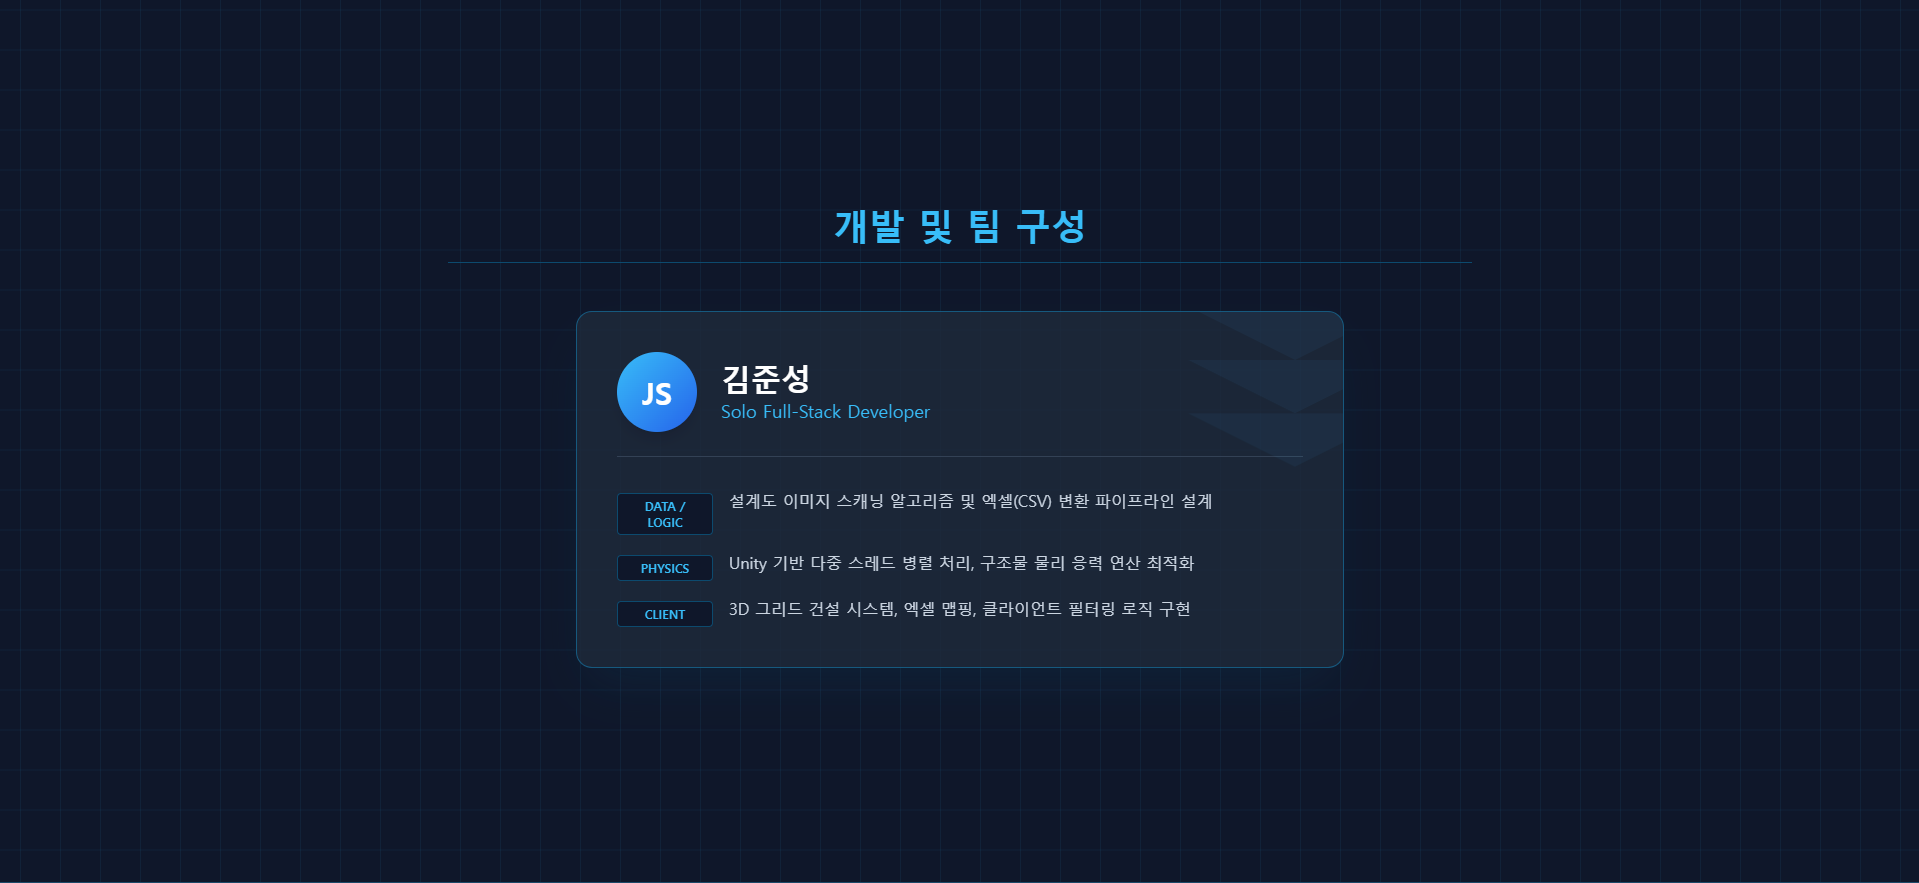 개발 및 팀 구성
JS
김준성
Solo Full-Stack Developer
DATA /
LOGIC
설계도 이미지 스캐닝 알고리즘 및 엑셀(CSV) 변환 파이프라인 설계
PHYSICS
Unity 기반 다중 스레드 병렬 처리, 구조물 물리 응력 연산 최적화
CLIENT
3D 그리드 건설 시스템, 엑셀 맵핑, 클라이언트 필터링 로직 구현